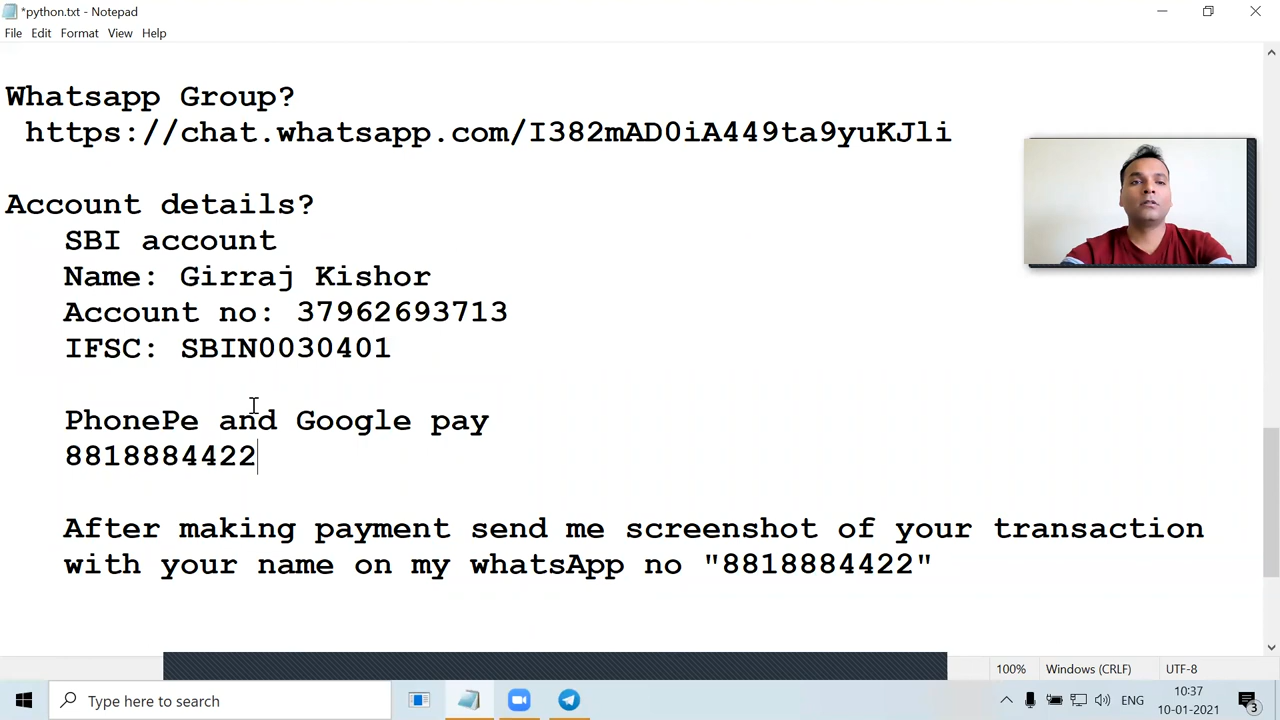 *python.txt - Notepad
File Edit Format View Help
Whatsapp Group?
https://chat.whatsapp.com/I382mAD0iA449ta9yuKJli
Account details?
SBI account
Name: Girraj Kishor
Account no: 37962693713
IFSC: SBIN0030401
PhonePe and Google pay
8818884422
After making payment send me screenshot of your transaction
with your name on my whatsApp no "8818884422"
100% Windows (CRLF) UTF-8
Type here to search
ENG
10:37
10-01-2021
3